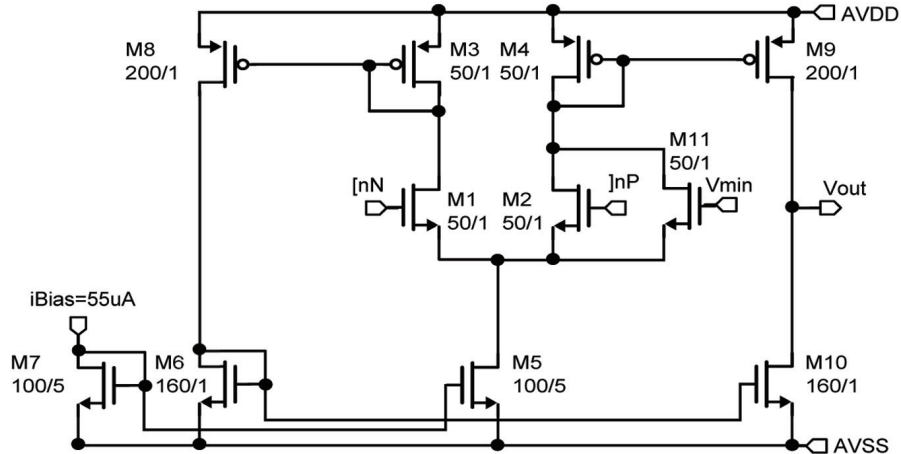 AVDD
M8
200/1
M3
50/1
M4
50/1
M9
200/1
M11
50/1
[nN
M1
50/1
M2
50/1
]nP
Vmin
Vout
iBias=55uA
M7
100/5
M6
160/1
M5
100/5
M10
160/1
AVSS